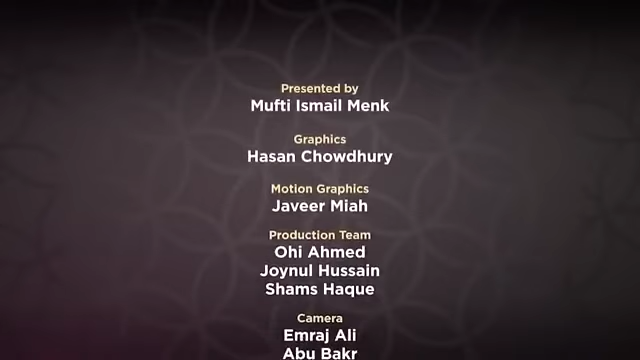 Presented by
Mufti Ismail Menk
Graphics
Hasan Chowdhury
Motion Graphics
Javeer Miah
Production Team
Ohi Ahmed
Joynul Hussain
Shams Haque
Camera
Emraj Ali
Abu Bakr